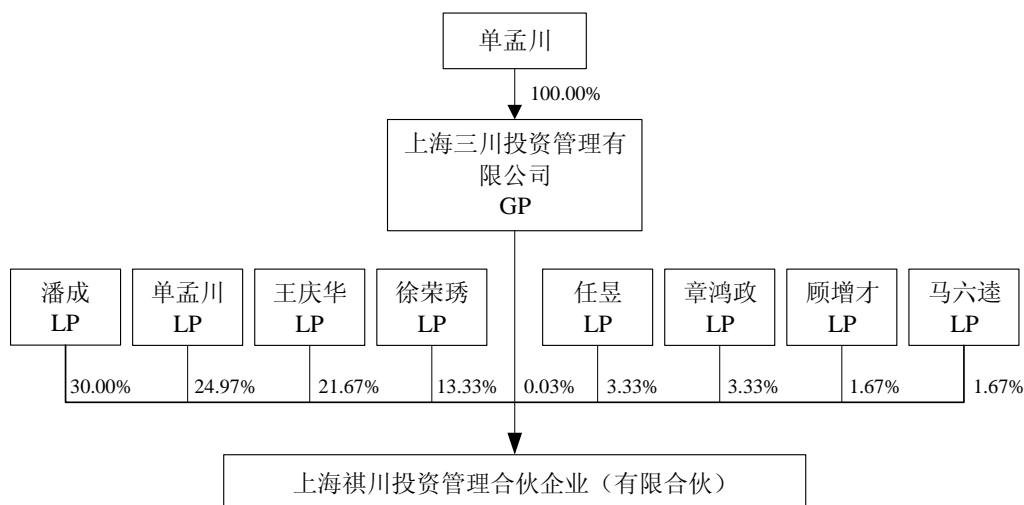 单孟川
100.00%
上海三川投资管理有
限公司
GP
潘成
LP
单孟川
LP
王庆华
LP
徐荣琇
LP
任昱
LP
章鸿政
LP
顾增才
LP
马六逵
LP
30.00%
24.97%
21.67%
13.33%
0.03%
3.33%
3.33%
1.67%
1.67%
上海祺川投资管理合伙企业（有限合伙）